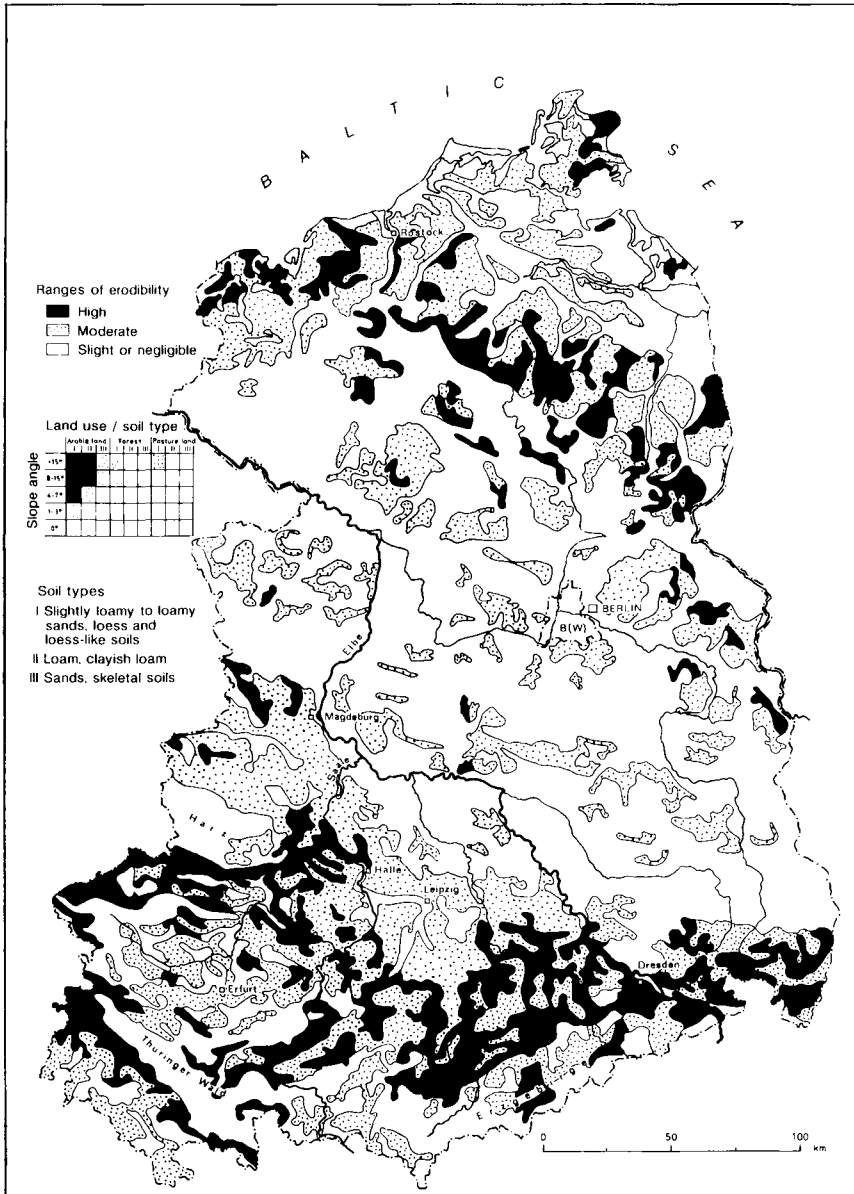 BALTIC SEA
Rostock
Ranges of erodibility
High
Moderate
Slight or negligible
Land use / soil type
Arable land Forest Pasture land
I II III I II III I II III
Slope angle
>15°
8-15°
4-7°
1-3°
0°
Soil types
I Slightly loamy to loamy
sands, loess and
loess-like soils
II Loam, clayish loam
III Sands, skeletal soils
BERLIN
B(W)
Elbe
Magdeburg
Saale
Harz
Halle
Leipzig
Dresden
Erfurt
Thüringer Wald
Erzgebirge
0 50 100
km